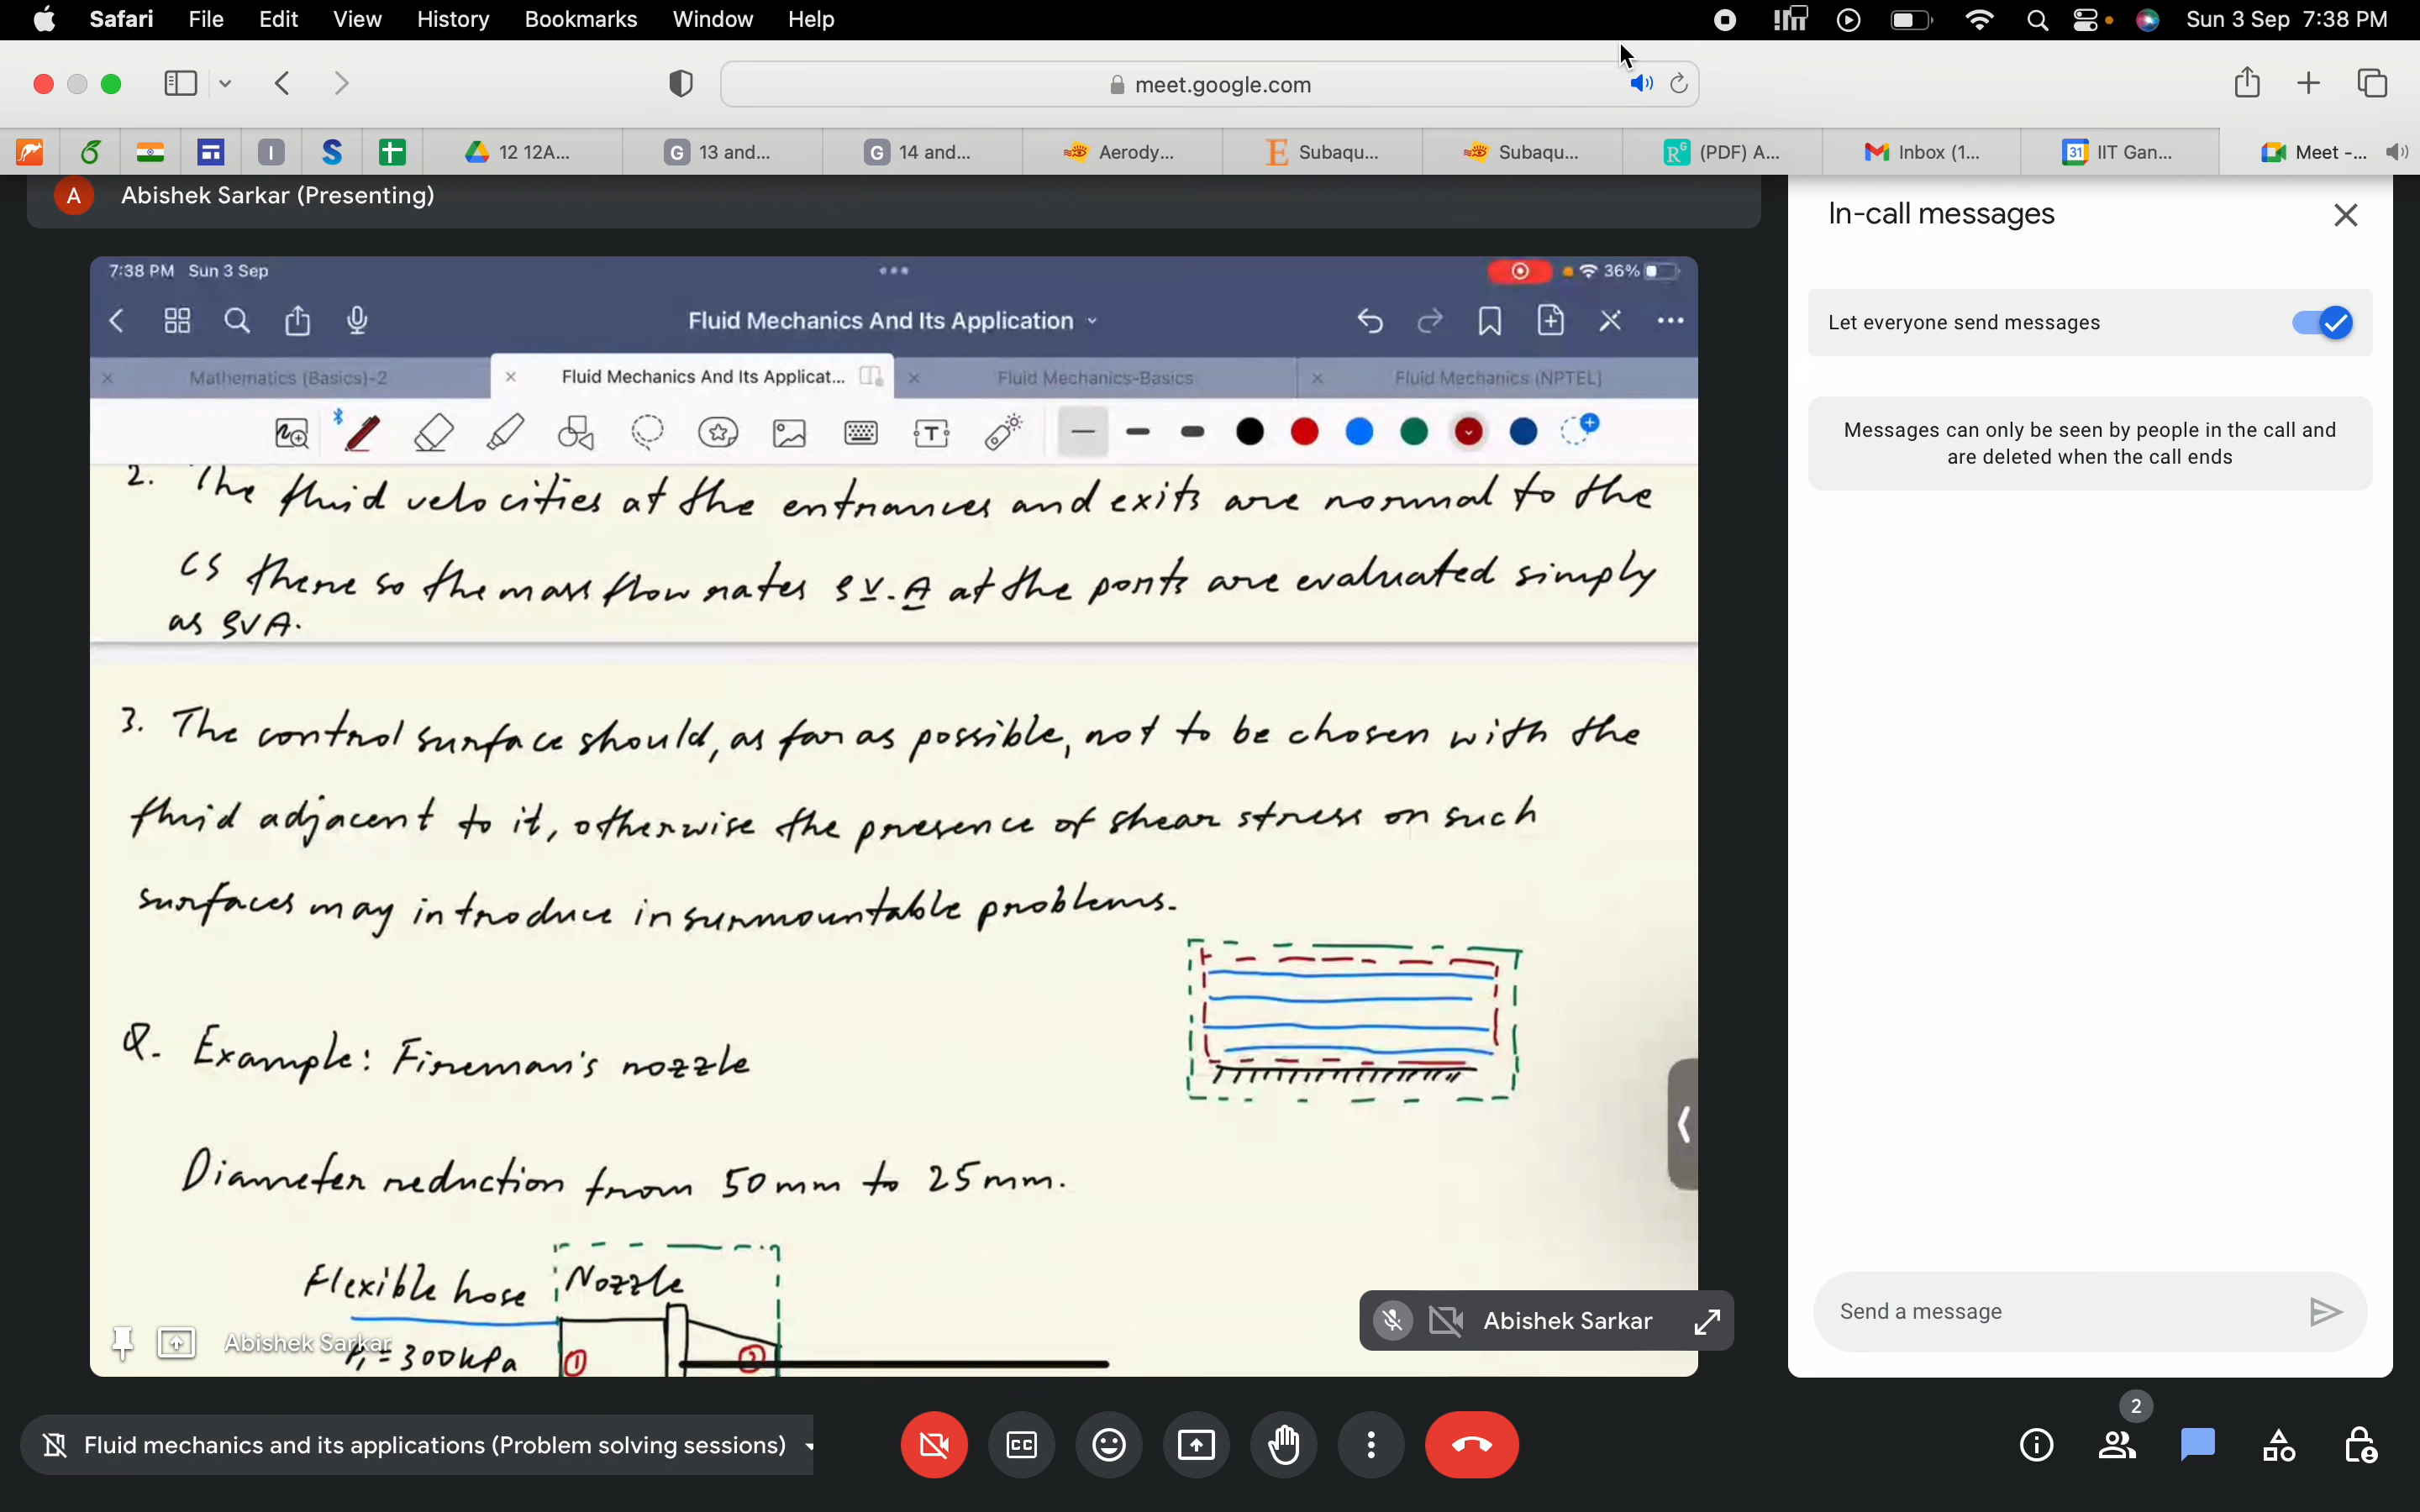 Safari File Edit View History Bookmarks Window Help Sun 3 Sep 7:38 PM
meet.google.com
12 12A... 13 and... 14 and... Aerody... Subaqu... Subaqu... (PDF) A... Inbox (1... IIT Gan... Meet -...
A Abishek Sarkar (Presenting)
In-call messages
7:38 PM Sun 3 Sep 36%
Let everyone send messages
Fluid Mechanics And Its Application
Mathematics (Basics)-2 Fluid Mechanics And Its Applicat... Fluid Mechanics-Basics Fluid Mechanics (NPTEL)
Messages can only be seen by people in the call and
are deleted when the call ends
2. The fluid velocities at the entrances and exits are normal to the
CS there so the mass flow rates ρV.A at the ports are evaluated simply
as ρVA.
3. The control surface should, as far as possible, not to be chosen with the
fluid adjacent to it, otherwise the presence of shear stress on such
surfaces may introduce insurmountable problems.
Q. Example: Fireman's nozzle
Diameter reduction from 50mm to 25mm.
Flexible hose Nozzle
P₁ = 300kPa ① ②
Abishek Sarkar
Abishek Sarkar
Send a message
Fluid mechanics and its applications (Problem solving sessions)
CC
2